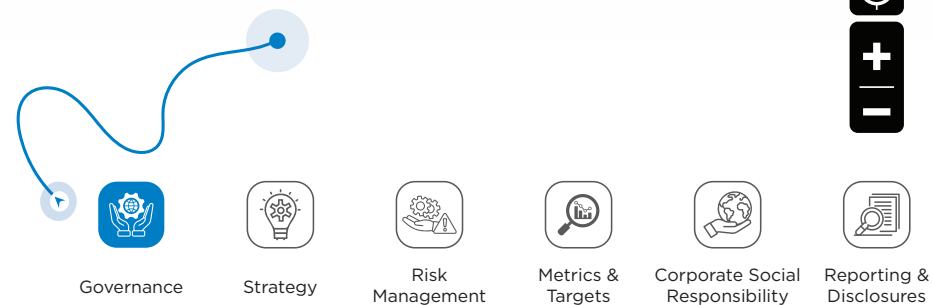 Governance
Strategy
Risk
Management
Metrics &
Targets
Corporate Social
Responsibility
Reporting &
Disclosures